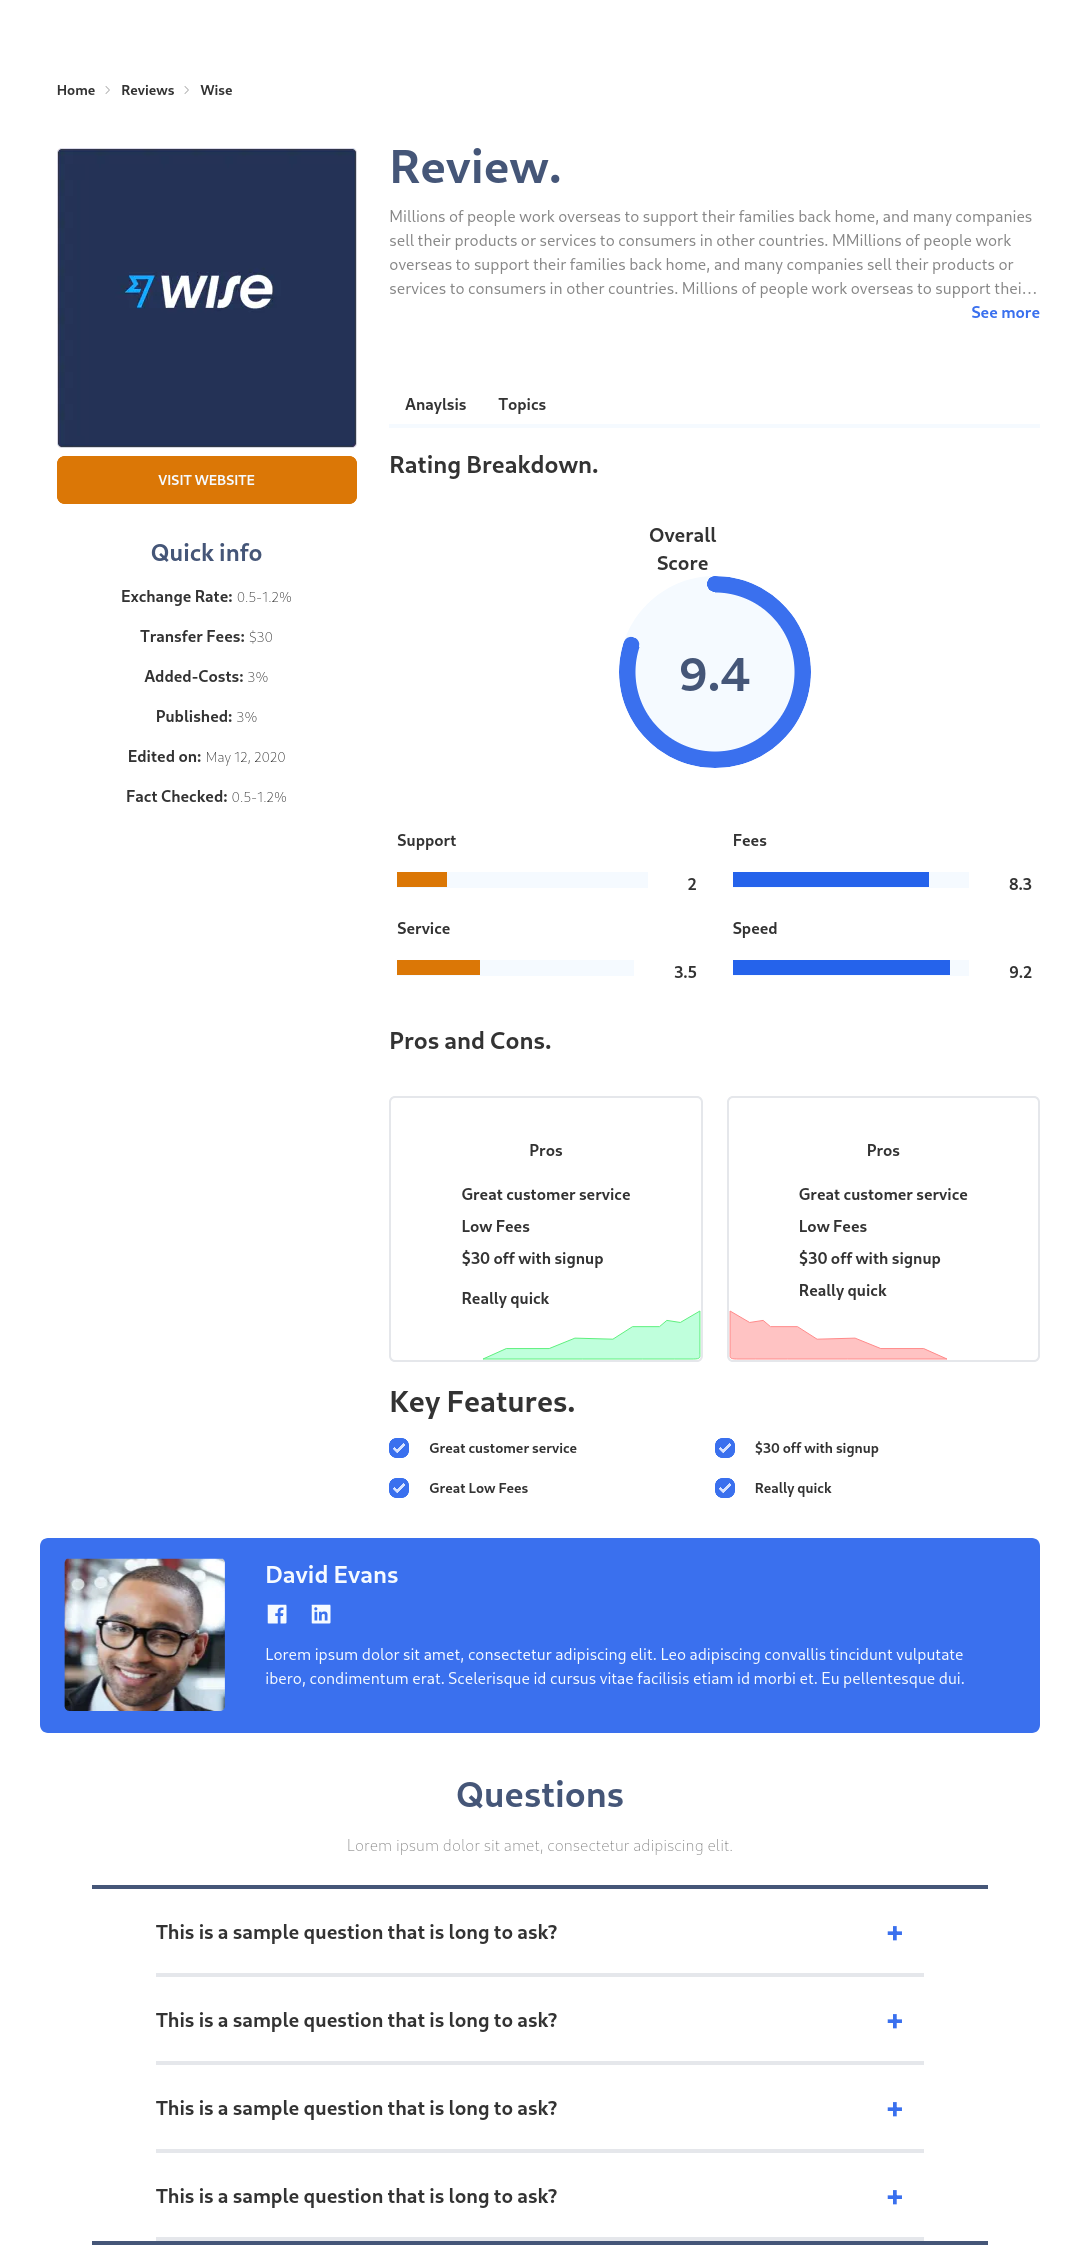 Home > Reviews > Wise
wise
VISIT WEBSITE
Quick info
Exchange Rate: 0.5-1.2%
Transfer Fees: $30
Added-Costs: 3%
Published: 3%
Edited on: May 12, 2020
Fact Checked: 0.5-1.2%
Review.
Millions of people work overseas to support their families back home, and many companies
sell their products or services to consumers in other countries. MMillions of people work
overseas to support their families back home, and many companies sell their products or
services to consumers in other countries. Millions of people work overseas to support thei…
See more
Anaylsis Topics
Rating Breakdown.
Overall
Score
9.4
Support
2
Fees
8.3
Service
3.5
Speed
9.2
Pros and Cons.
Pros
Great customer service
Low Fees
$30 off with signup
Really quick
Pros
Great customer service
Low Fees
$30 off with signup
Really quick
Key Features.
Great customer service
$30 off with signup
Great Low Fees
Really quick
David Evans
Lorem ipsum dolor sit amet, consectetur adipiscing elit. Leo adipiscing convallis tincidunt vulputate
ibero, condimentum erat. Scelerisque id cursus vitae facilisis etiam id morbi et. Eu pellentesque dui.
Questions
Lorem ipsum dolor sit amet, consectetur adipiscing elit.
This is a sample question that is long to ask? +
This is a sample question that is long to ask? +
This is a sample question that is long to ask? +
This is a sample question that is long to ask? +